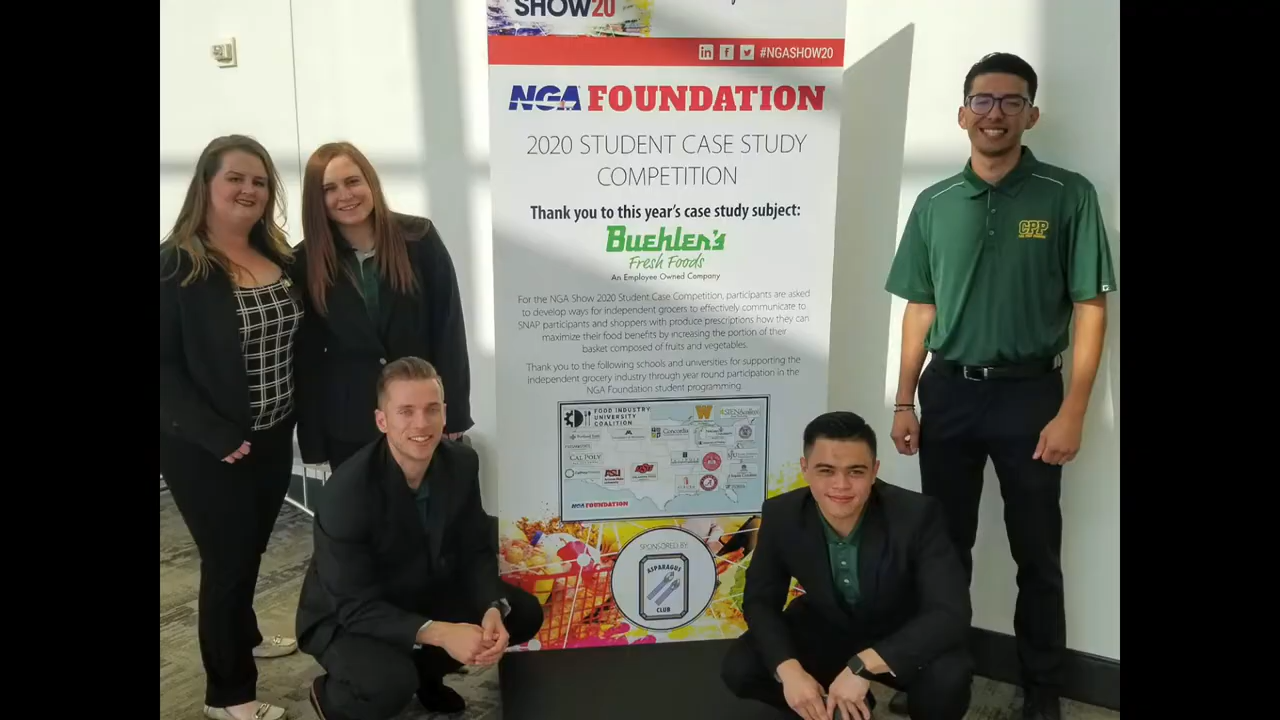 SHOW20
#NGASHOW20
NGA FOUNDATION
2020 STUDENT CASE STUDY
COMPETITION
Thank you to this year's case study subject:
Buehler's
Fresh Foods
An Employee Owned Company
For the NGA Show 2020 Student Case Competition, participants are asked
to develop ways for independent grocers to effectively communicate to
SNAP participants and shoppers with produce prescriptions how they can
maximize their food benefits by increasing the portion of their
basket composed of fruits and vegetables.
Thank you to the following schools and universities for supporting the
independent grocery industry through year round participation in the
NGA Foundation student programming.
FOOD INDUSTRY
UNIVERSITY
COALITION
CONCORDIA
CAL POLY
ASU
NGA FOUNDATION
SPONSORED BY:
ASPARAGUS
CLUB
CPP